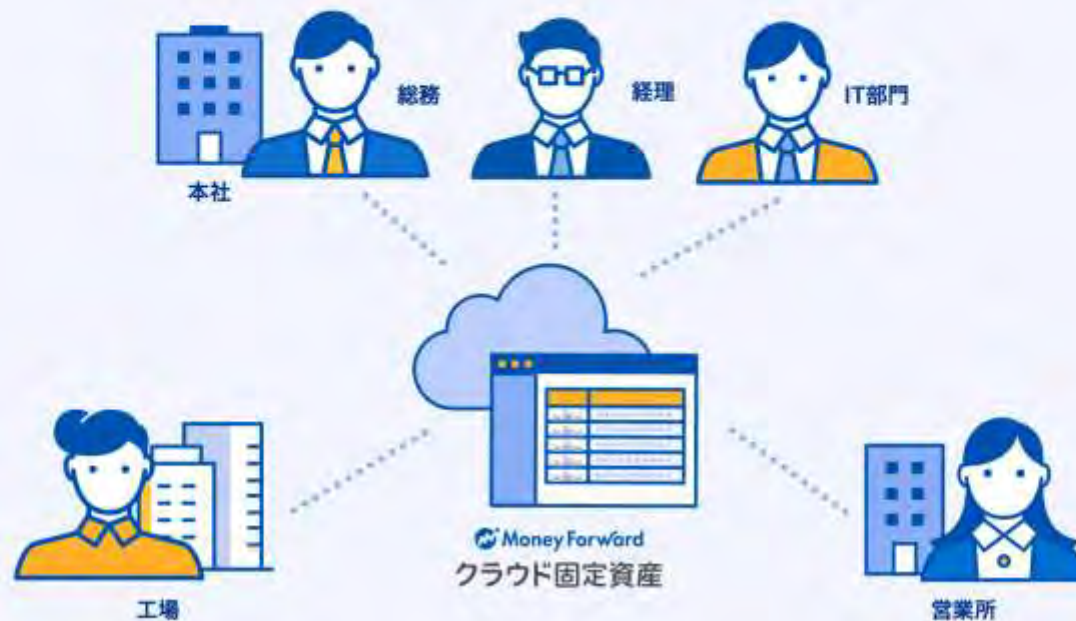 総務
経理
IT部門
本社
Money Forward
クラウド固定資産
工場
営業所